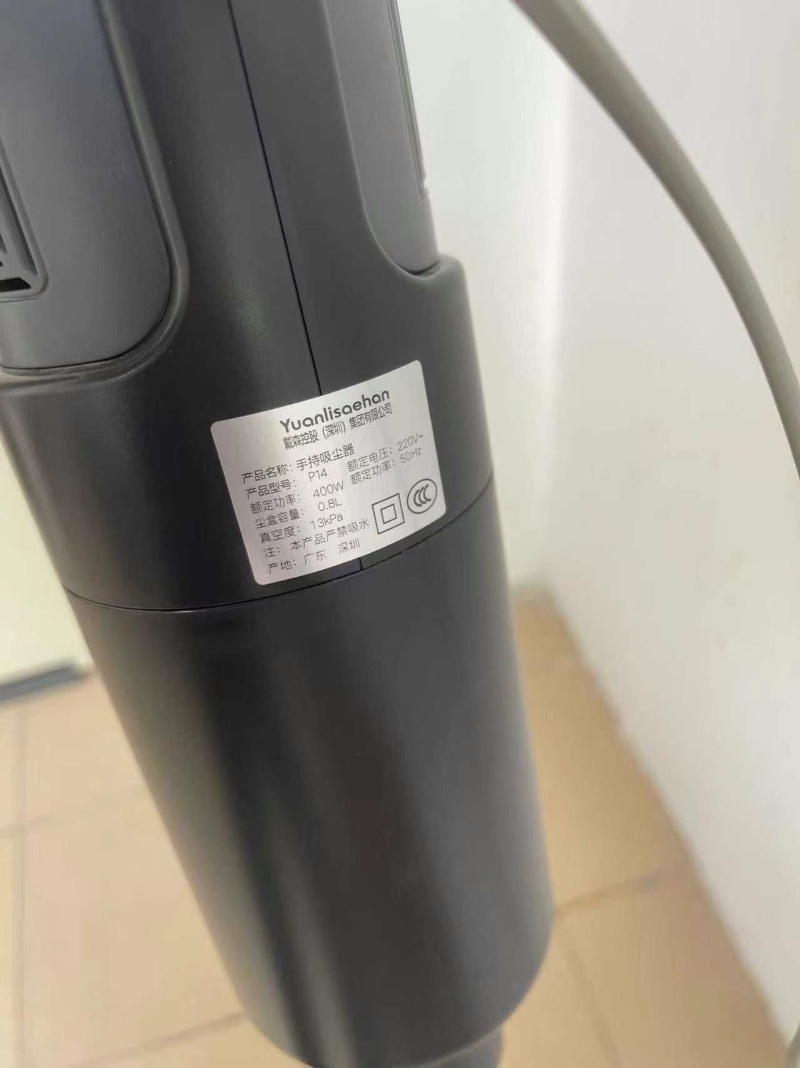 Yuanlisaehan
戴森控股（深圳）集团有限公司
产品名称：手持吸尘器
产品型号：P14 额定电压：220V~
额定功率：400W 额定功率：50Hz
尘盒容量：0.8L
真空度：13kPa
注：本产品严禁吸水
产地：广东 深圳